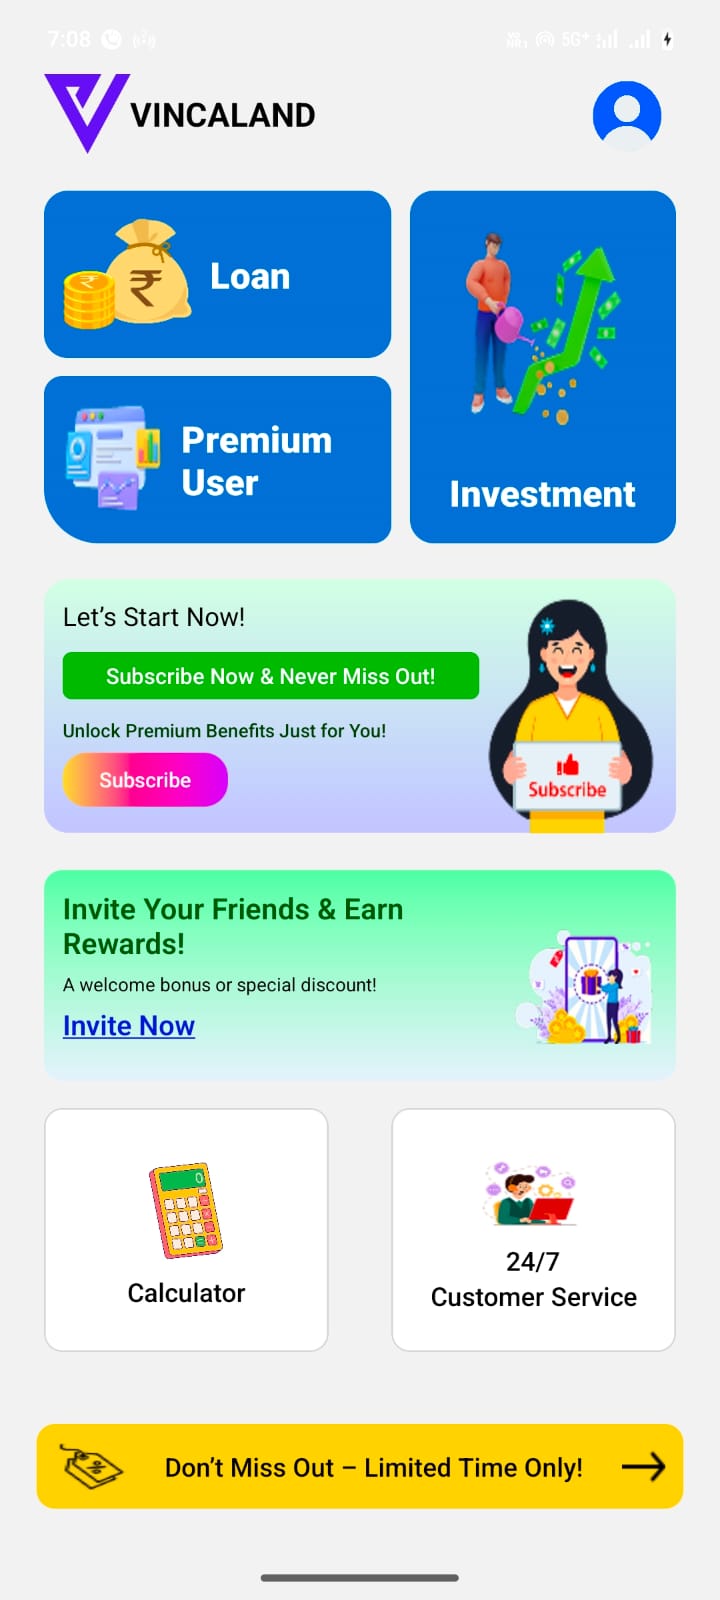 7:08
5G+
VINCALAND
₹
₹
Loan
Premium
User
Investment
Let’s Start Now!
Subscribe Now & Never Miss Out!
Unlock Premium Benefits Just for You!
Subscribe
Subscribe
Invite Your Friends & Earn
Rewards!
A welcome bonus or special discount!
Invite Now
0
Calculator
24/7
Customer Service
%
Don’t Miss Out – Limited Time Only!